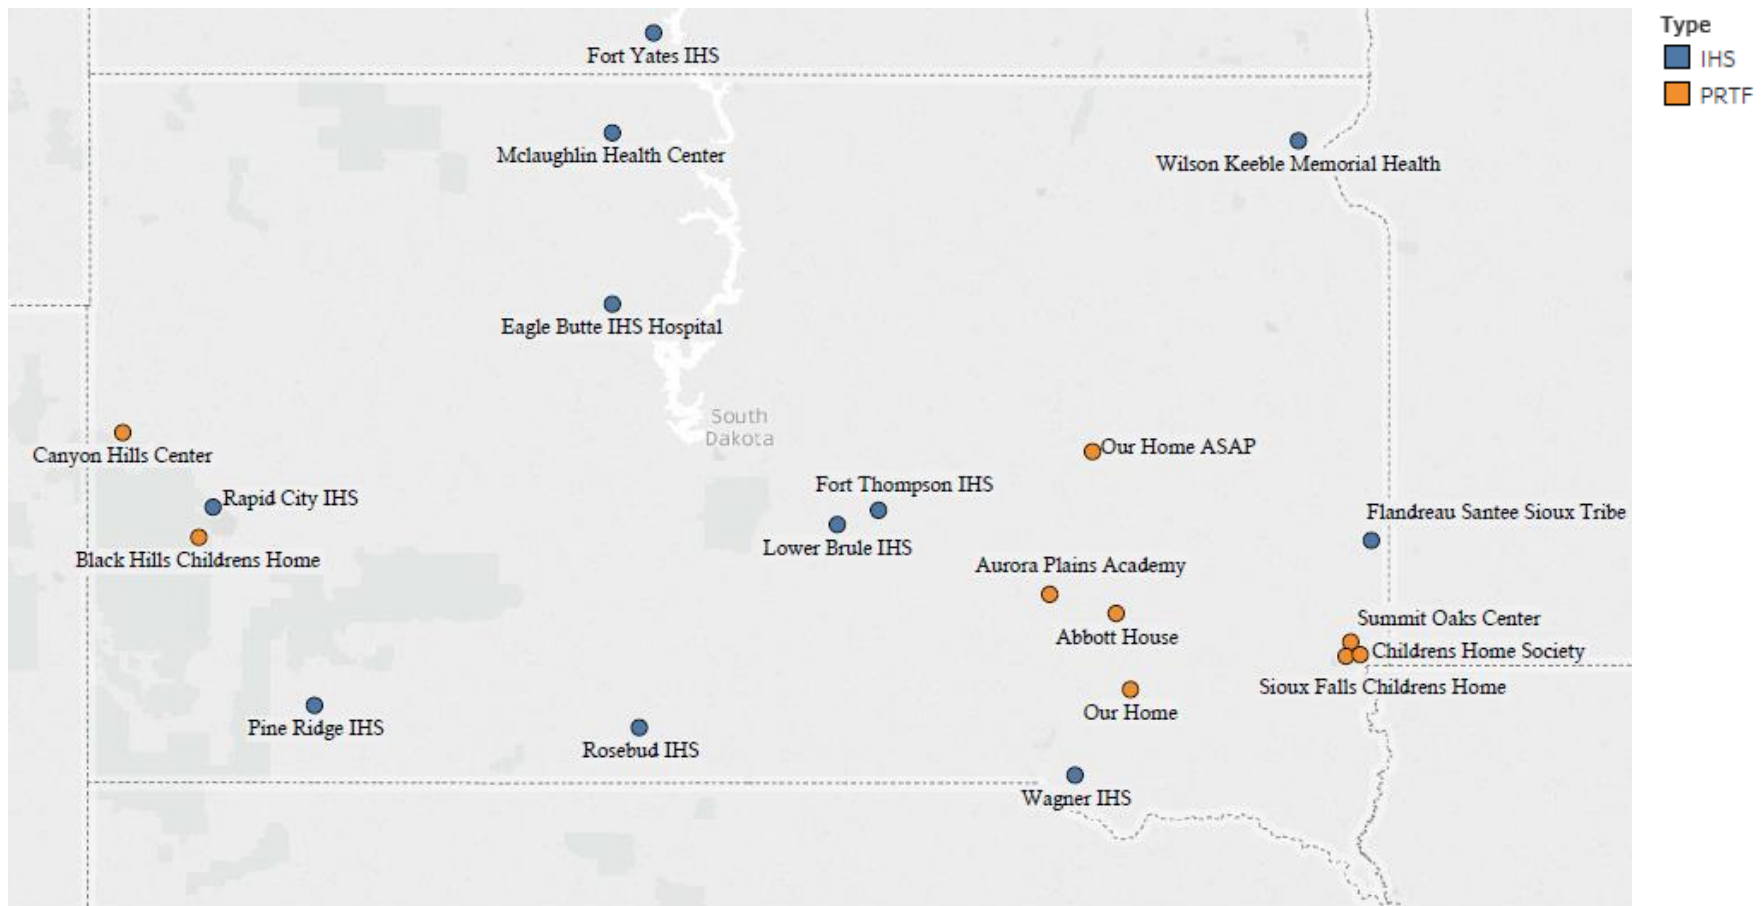 Type
IHS
PRTF
Fort Yates IHS
Mclaughlin Health Center
Wilson Keeble Memorial Health
Eagle Butte IHS Hospital
South
Dakota
Canyon Hills Center
Our Home ASAP
Rapid City IHS
Fort Thompson IHS
Flandreau Santee Sioux Tribe
Lower Brule IHS
Black Hills Childrens Home
Aurora Plains Academy
Abbott House
Summit Oaks Center
Childrens Home Society
Sioux Falls Childrens Home
Our Home
Pine Ridge IHS
Rosebud IHS
Wagner IHS